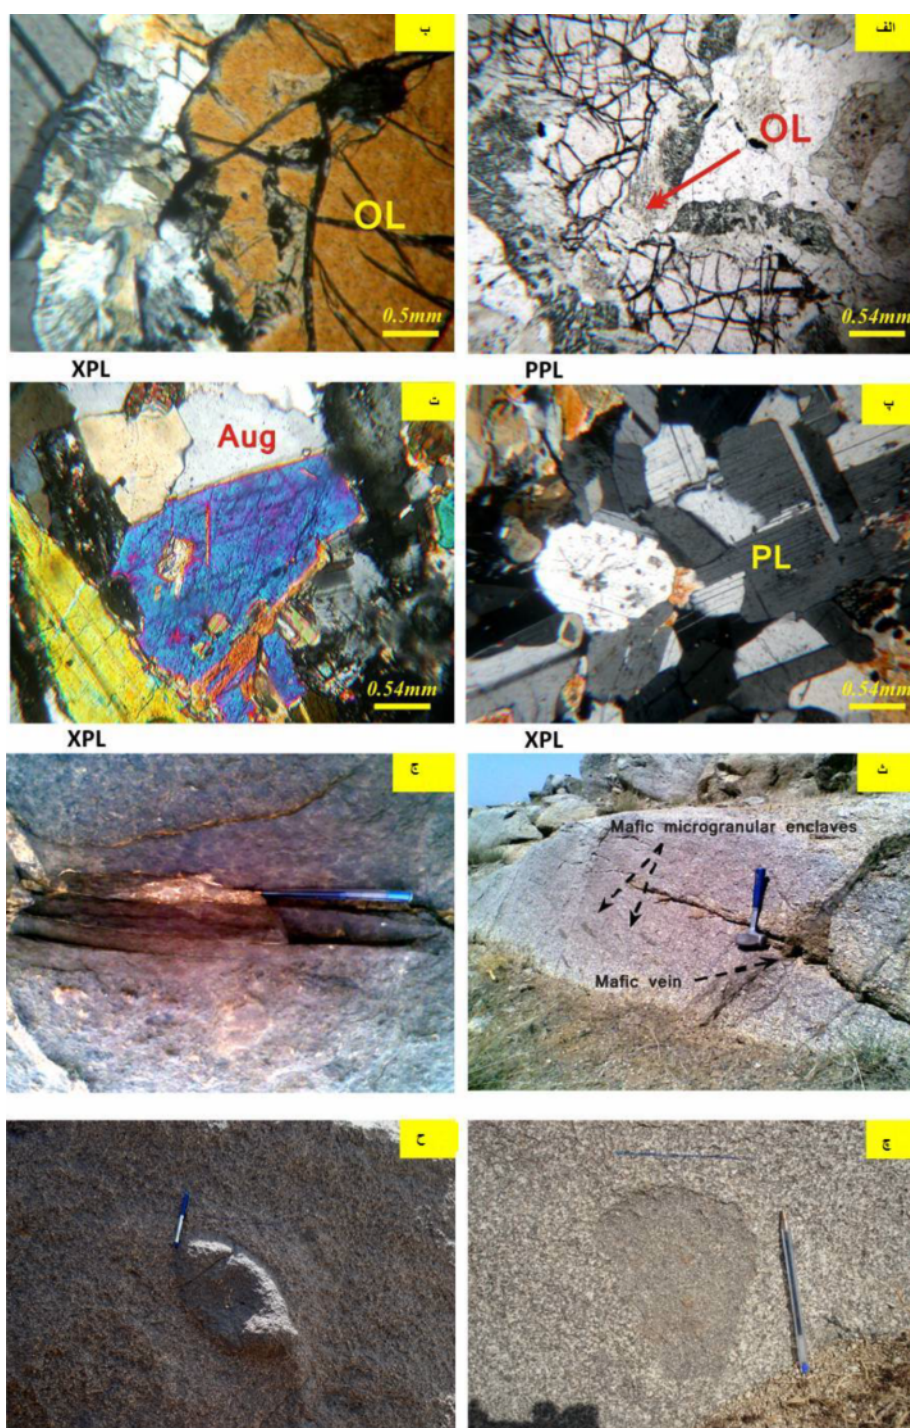 الف
OL
0.54mm
PPL
ب
OL
0.5mm
XPL
پ
PL
0.54mm
XPL
ت
Aug
0.54mm
XPL
ث
Mafic microgranular enclaves
Mafic vein
ج
چ
ح